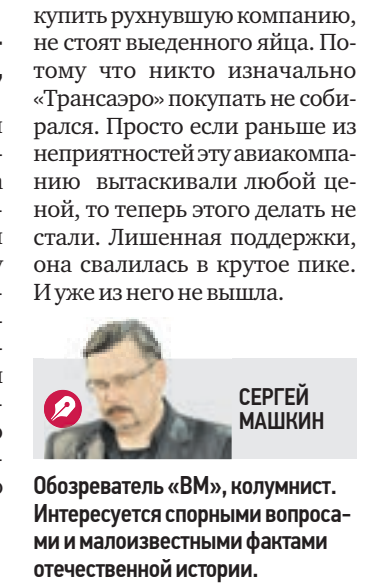 купить рухнувшую компанию,
не стоят выеденного яйца. По-
тому что никто изначально
«Трансаэро» покупать не соби-
рался. Просто если раньше из
неприятностей эту авиакомпа-
нию вытаскивали любой це-
ной, то теперь этого делать не
стали. Лишенная поддержки,
она свалилась в крутое пике.
И уже из него не вышла.
СЕРГЕЙ
МАШКИН
Обозреватель «ВМ», колумнист.
Интересуется спорными вопроса-
ми и малоизвестными фактами
отечественной истории.